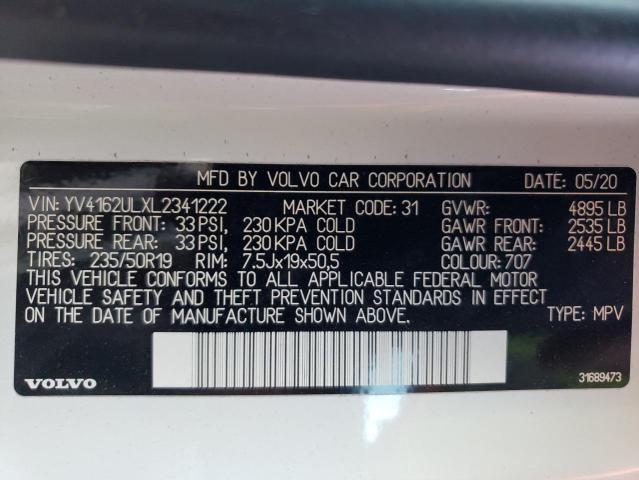 MFD BY VOLVO CAR CORPORATION DATE: 05/20
VIN: YV4162ULXL2341222 MARKET CODE: 31 GVWR: 4895 LB
PRESSURE FRONT: 33 PSI, 230 KPA COLD GAWR FRONT: 2535 LB
PRESSURE REAR: 33 PSI, 230 KPA COLD GAWR REAR: 2445 LB
TIRES: 235/50R19 RIM: 7.5Jx19x50,5 COLOUR: 707
THIS VEHICLE CONFORMS TO ALL APPLICABLE FEDERAL MOTOR
VEHICLE SAFETY AND THEFT PREVENTION STANDARDS IN EFFECT
ON THE DATE OF MANUFACTURE SHOWN ABOVE. TYPE: MPV
VOLVO 31689473